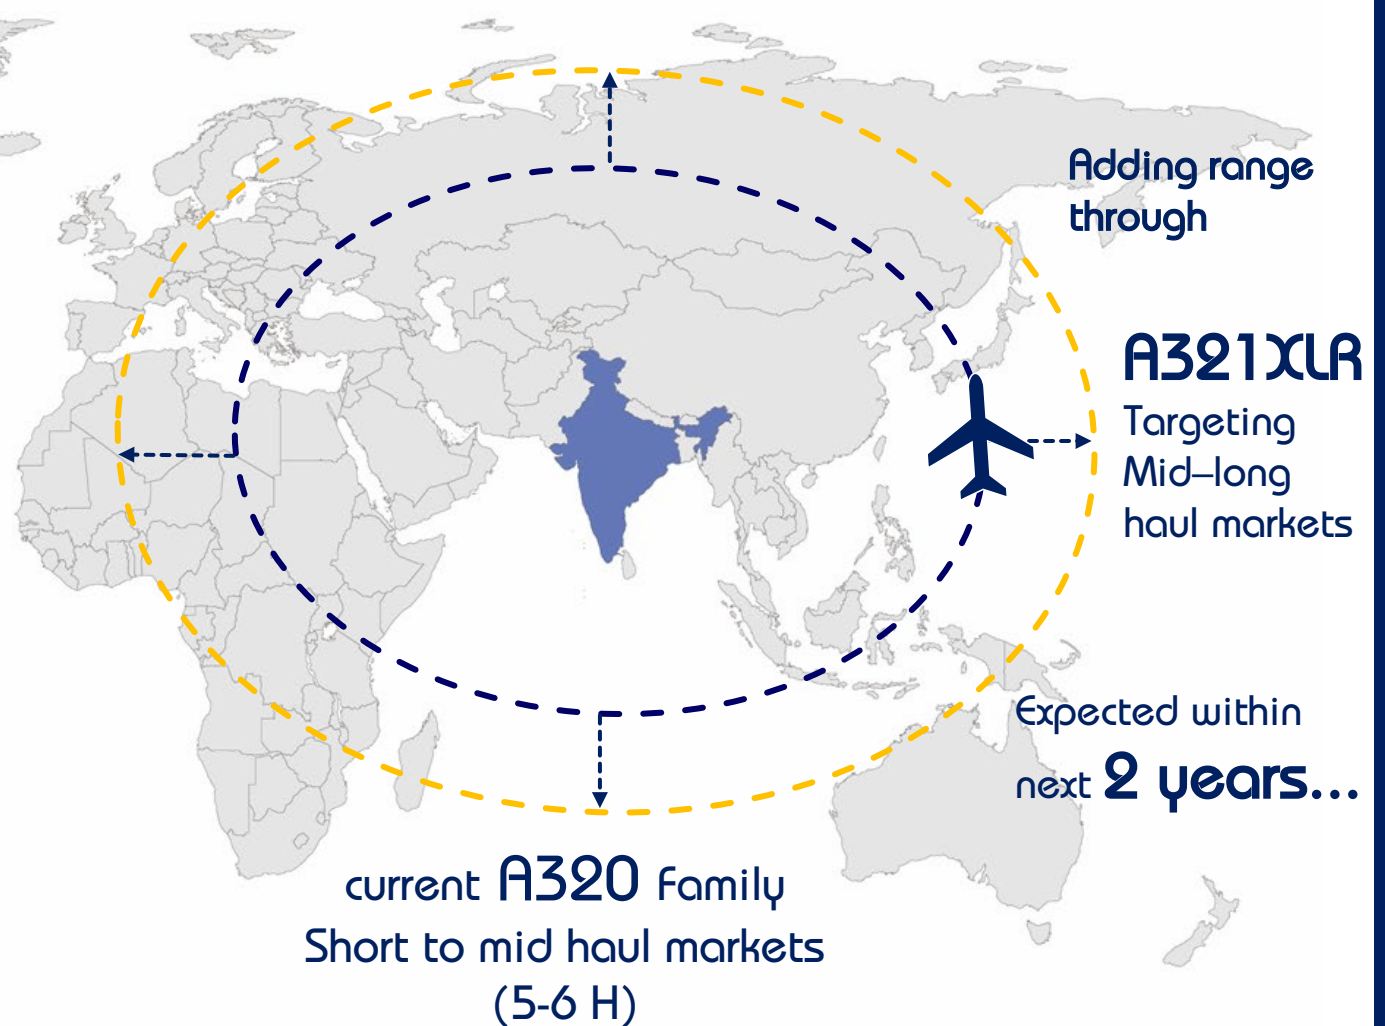 Adding range
through
A321XLR
Targeting
Mid–long
haul markets
Expected within
next 2 years...
current A320 Family
Short to mid haul markets
(5-6 H)